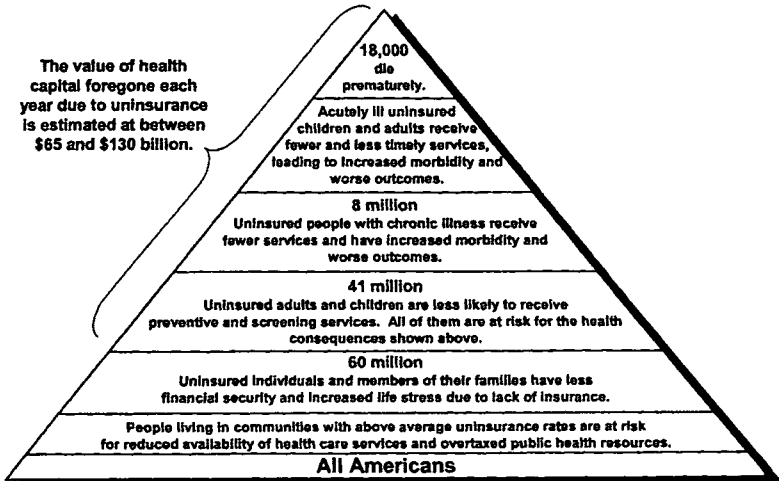 The value of health
capital foregone each
year due to uninsurance
is estimated at between
$65 and $130 billion.
18,000
die
prematurely.
Acutely ill uninsured
children and adults receive
fewer and less timely services,
leading to increased morbidity and
worse outcomes.
8 million
Uninsured people with chronic illness receive
fewer services and have increased morbidity and
worse outcomes.
41 million
Uninsured adults and children are less likely to receive
preventive and screening services. All of them are at risk for the health
consequences shown above.
60 million
Uninsured individuals and members of their families have less
financial security and increased life stress due to lack of insurance.
People living in communities with above average uninsurance rates are at risk
for reduced availability of health care services and overtaxed public health resources.
All Americans